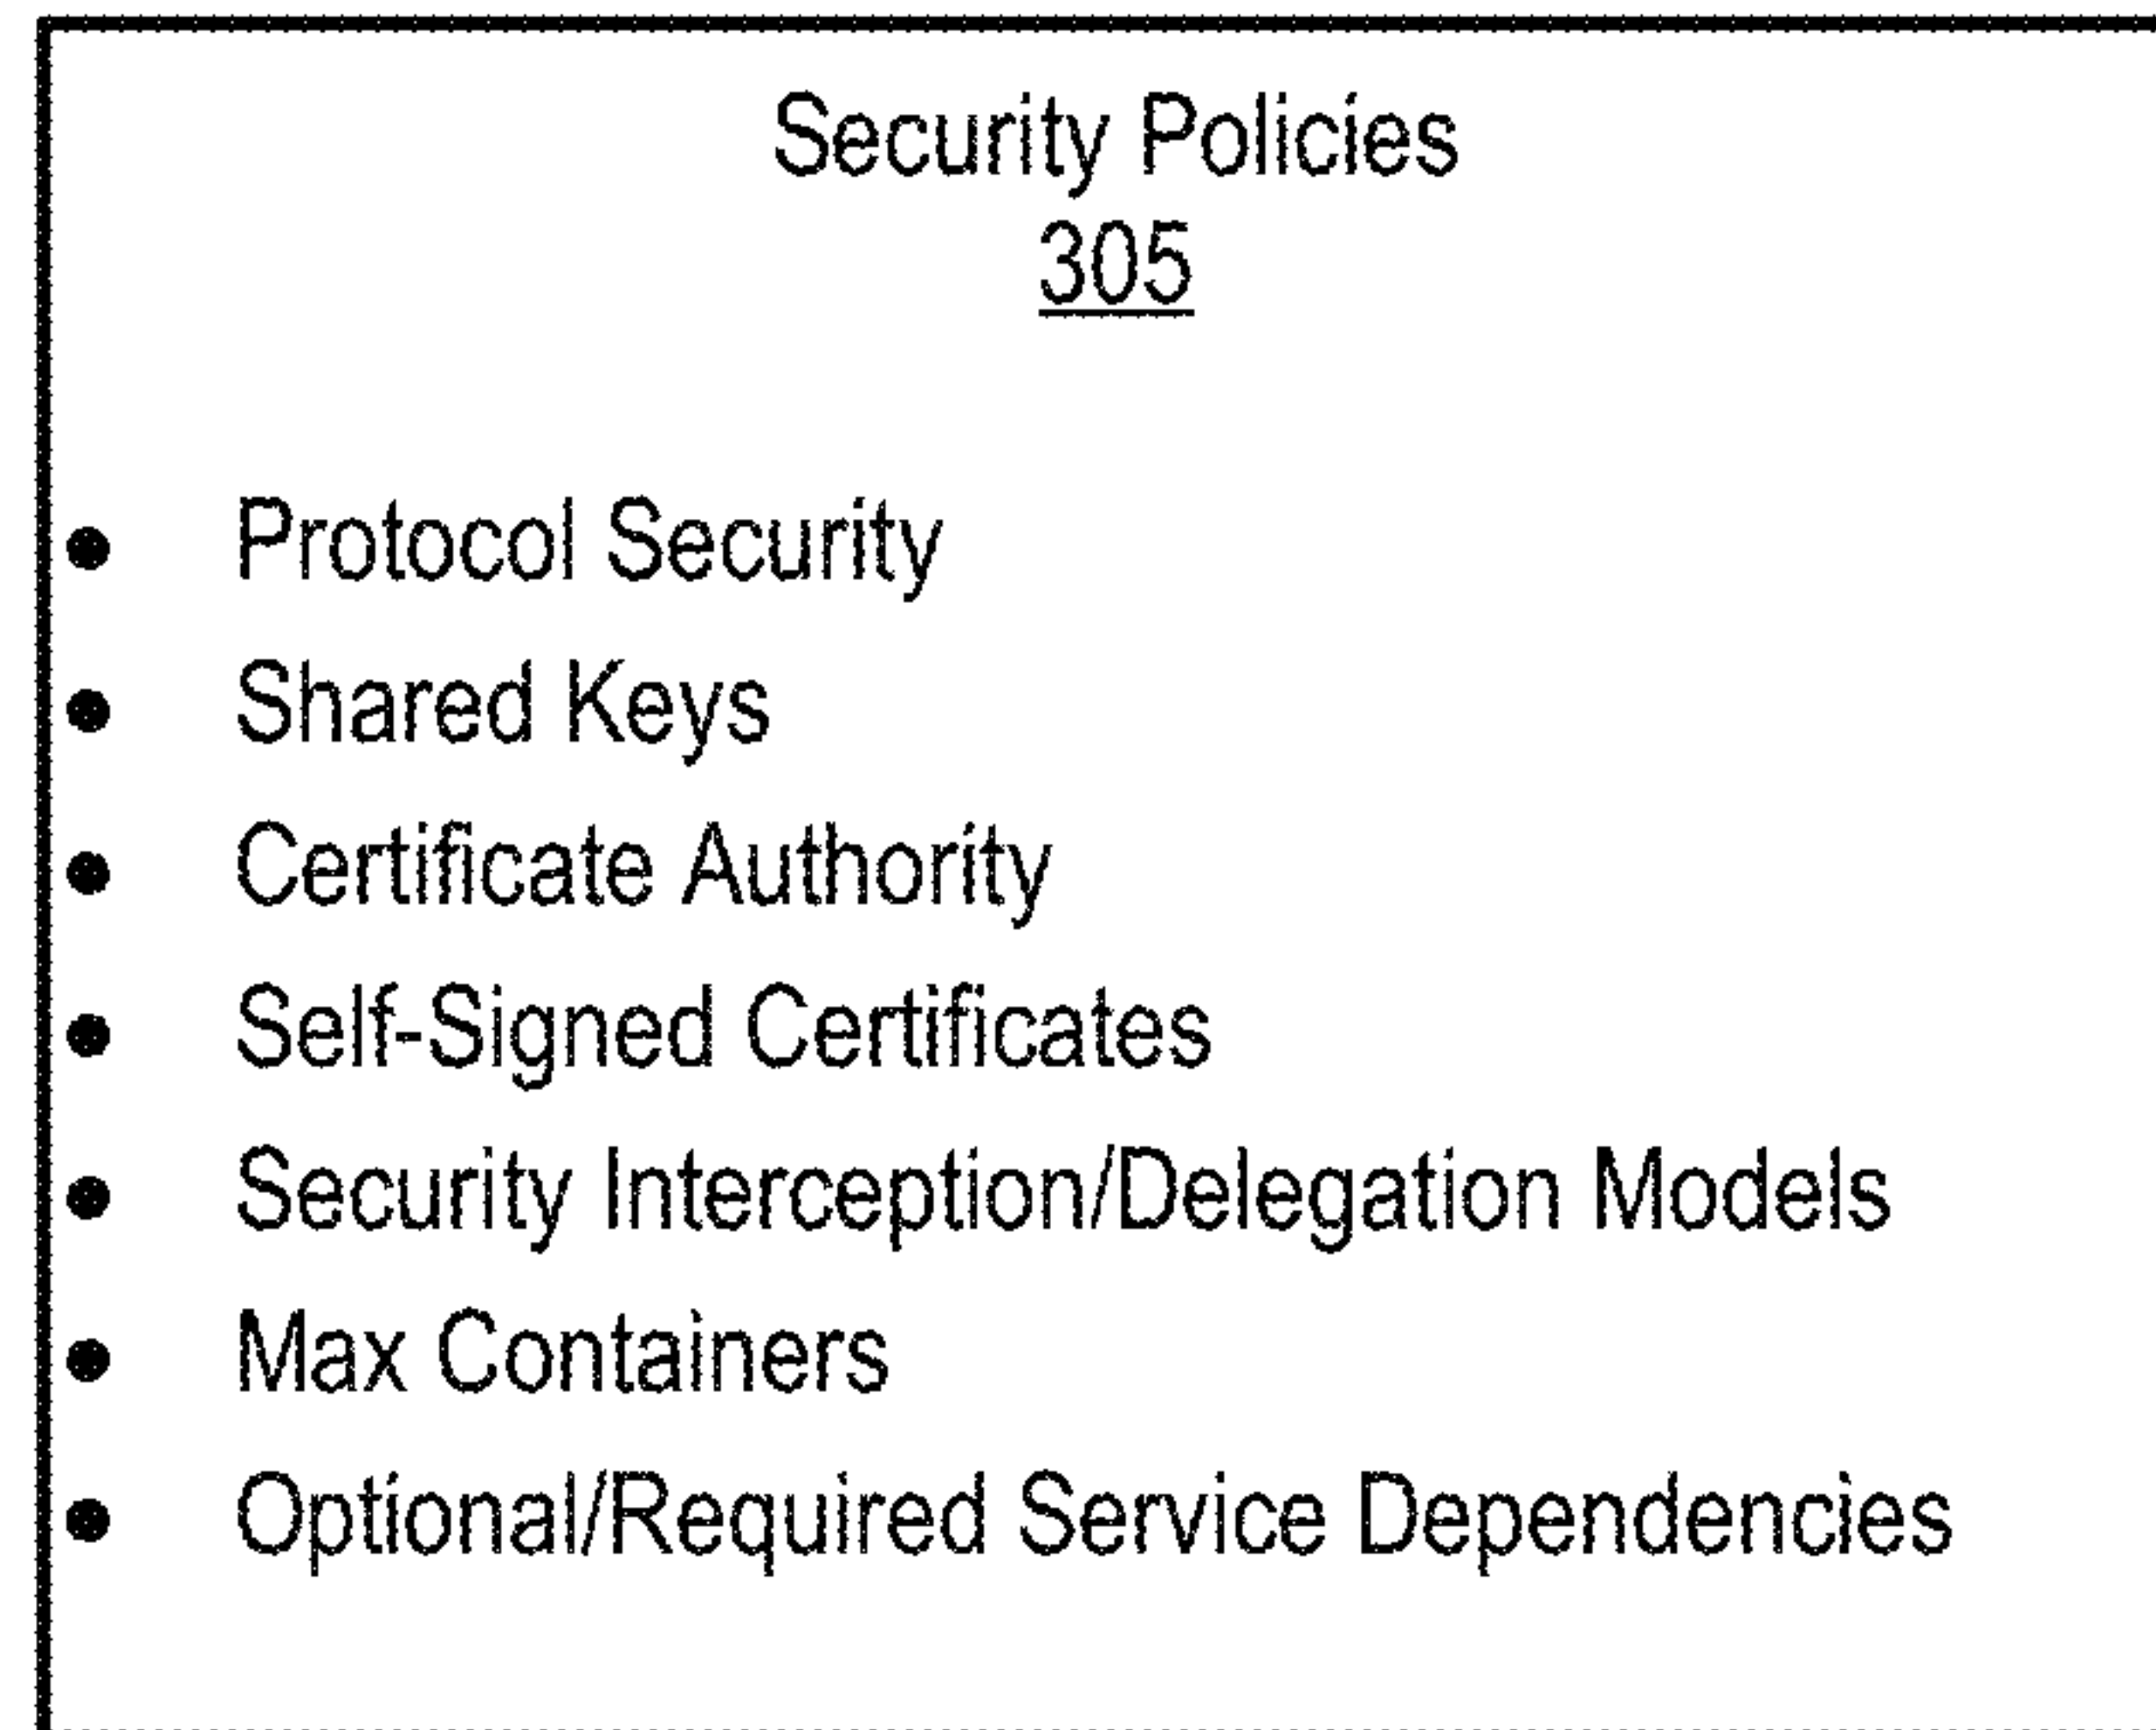 Security Policies
305
• Protocol Security
• Shared Keys
• Certificate Authority
• Self-Signed Certificates
• Security Interception/Delegation Models
• Max Containers
• Optional/Required Service Dependencies